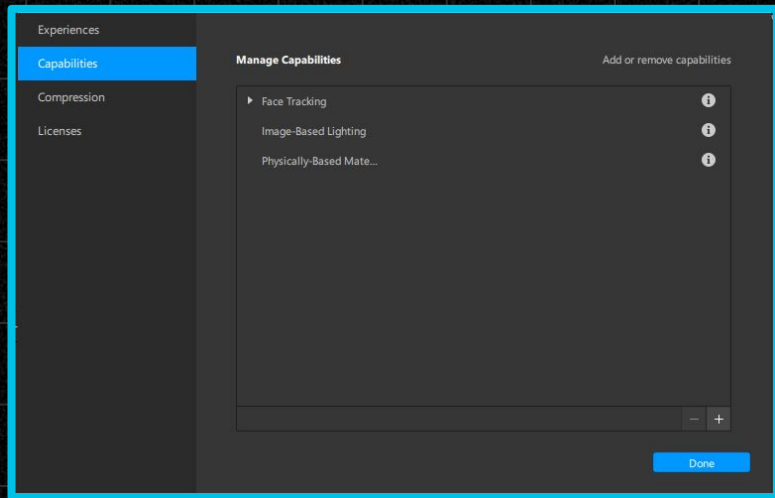 Experiences
Capabilities
Compression
Licenses
Manage Capabilities
Add or remove capabilities
Face Tracking
Image-Based Lighting
Physically-Based Mate...
Done